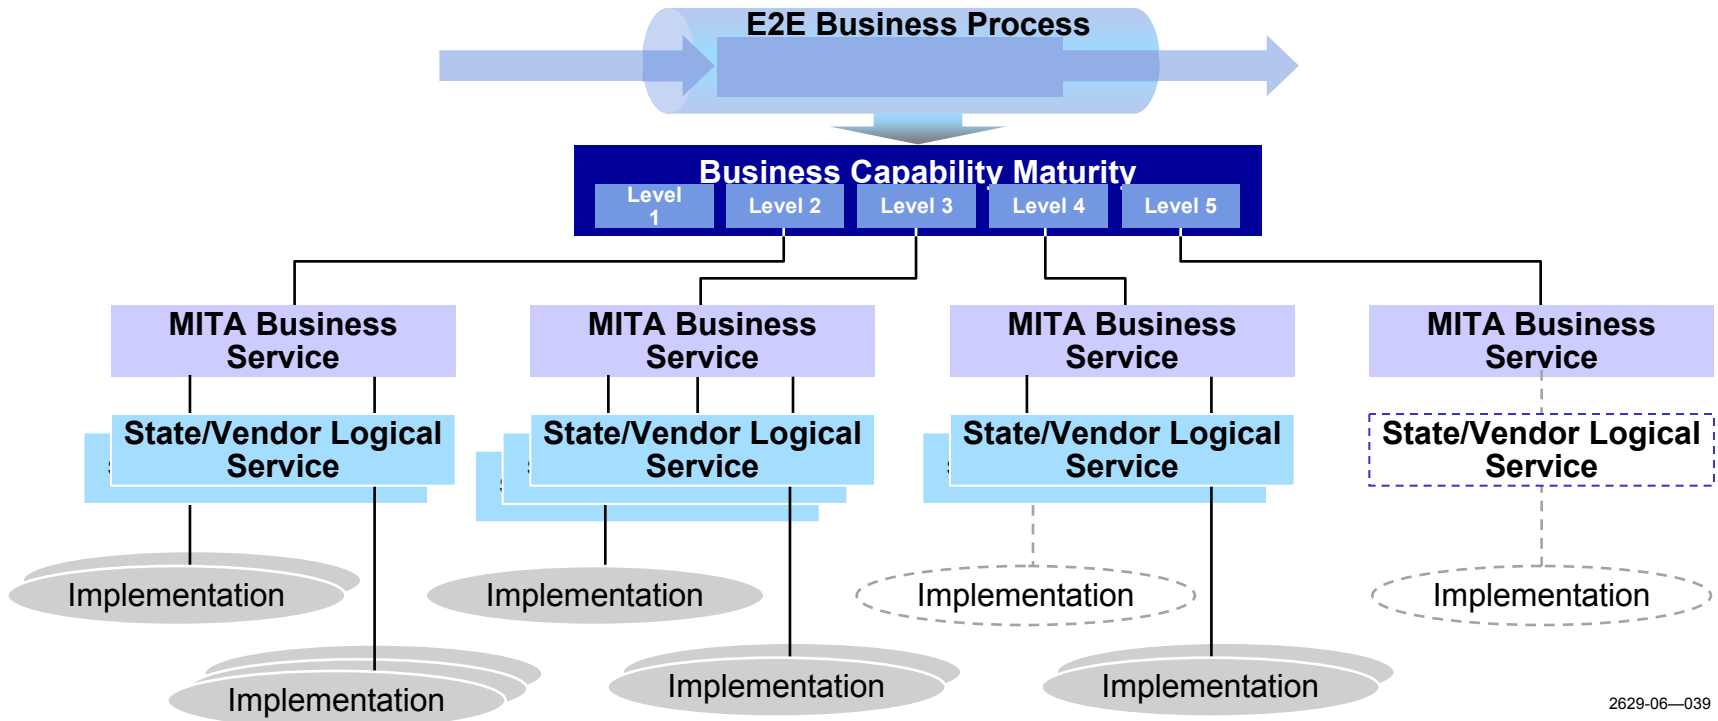 E2E Business Process
Business Capability Maturity
Level
1
Level 2
Level 3
Level 4
Level 5
MITA Business
Service
MITA Business
Service
MITA Business
Service
MITA Business
Service
State/Vendor Logical
Service
State/Vendor Logical
Service
State/Vendor Logical
Service
State/Vendor Logical
Service
Implementation
Implementation
Implementation
Implementation
Implementation
Implementation
Implementation
2629-06—039